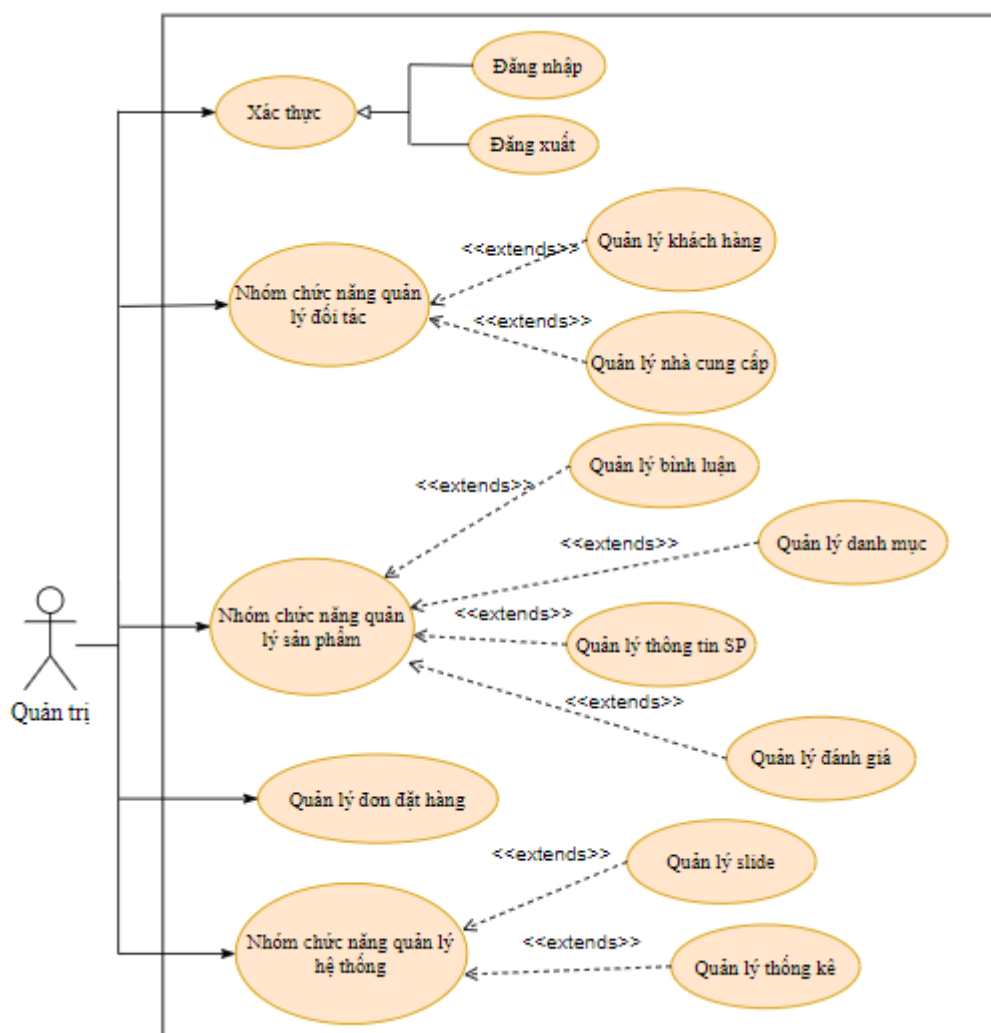 Đăng nhập
Xác thực
Đăng xuất
Quản lý khách hàng
<<extends>>
Nhóm chức năng quản
lý đối tác
<<extends>>
Quản lý nhà cung cấp
Quản lý bình luận
<<extends>>
<<extends>>
Quản lý danh mục
Nhóm chức năng quản
lý sản phẩm
<<extends>>
Quản lý thông tin SP
<<extends>>
Quản trị
Quản lý đánh giá
Quản lý đơn đặt hàng
<<extends>>
Quản lý slide
Nhóm chức năng quản lý
hệ thống
<<extends>>
Quản lý thống kê